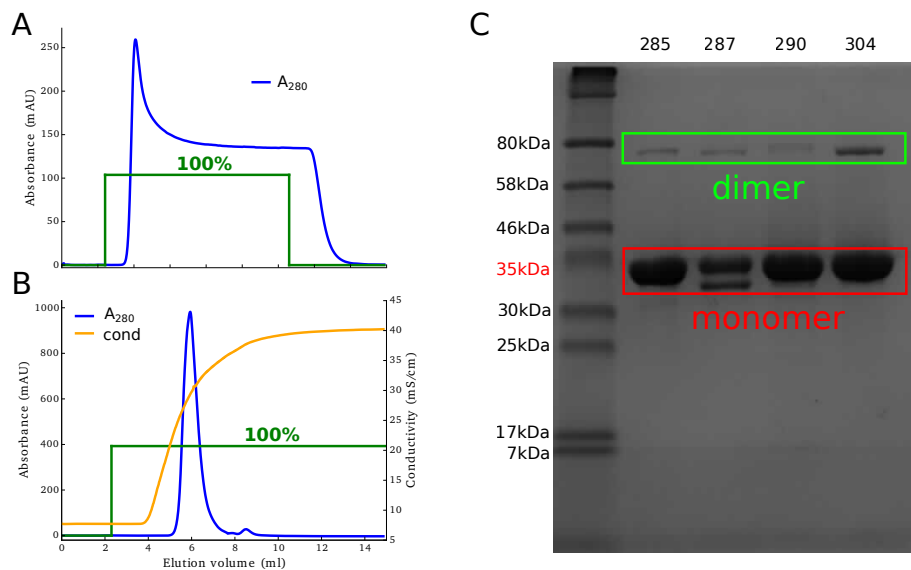 A
Absorbance (mAU)
250
200
150
100
50
0
A280
100%
B
Absorbance (mAU)
1000
800
600
400
200
0
A280
cond
100%
45
40
35
30
25
20
15
10
5
Conductivity (mS/cm)
0 2 4 6 8 10 12 14
Elution volume (ml)
C
285 287 290 304
80kDa
58kDa
46kDa
35kDa
30kDa
25kDa
17kDa
7kDa
dimer
monomer